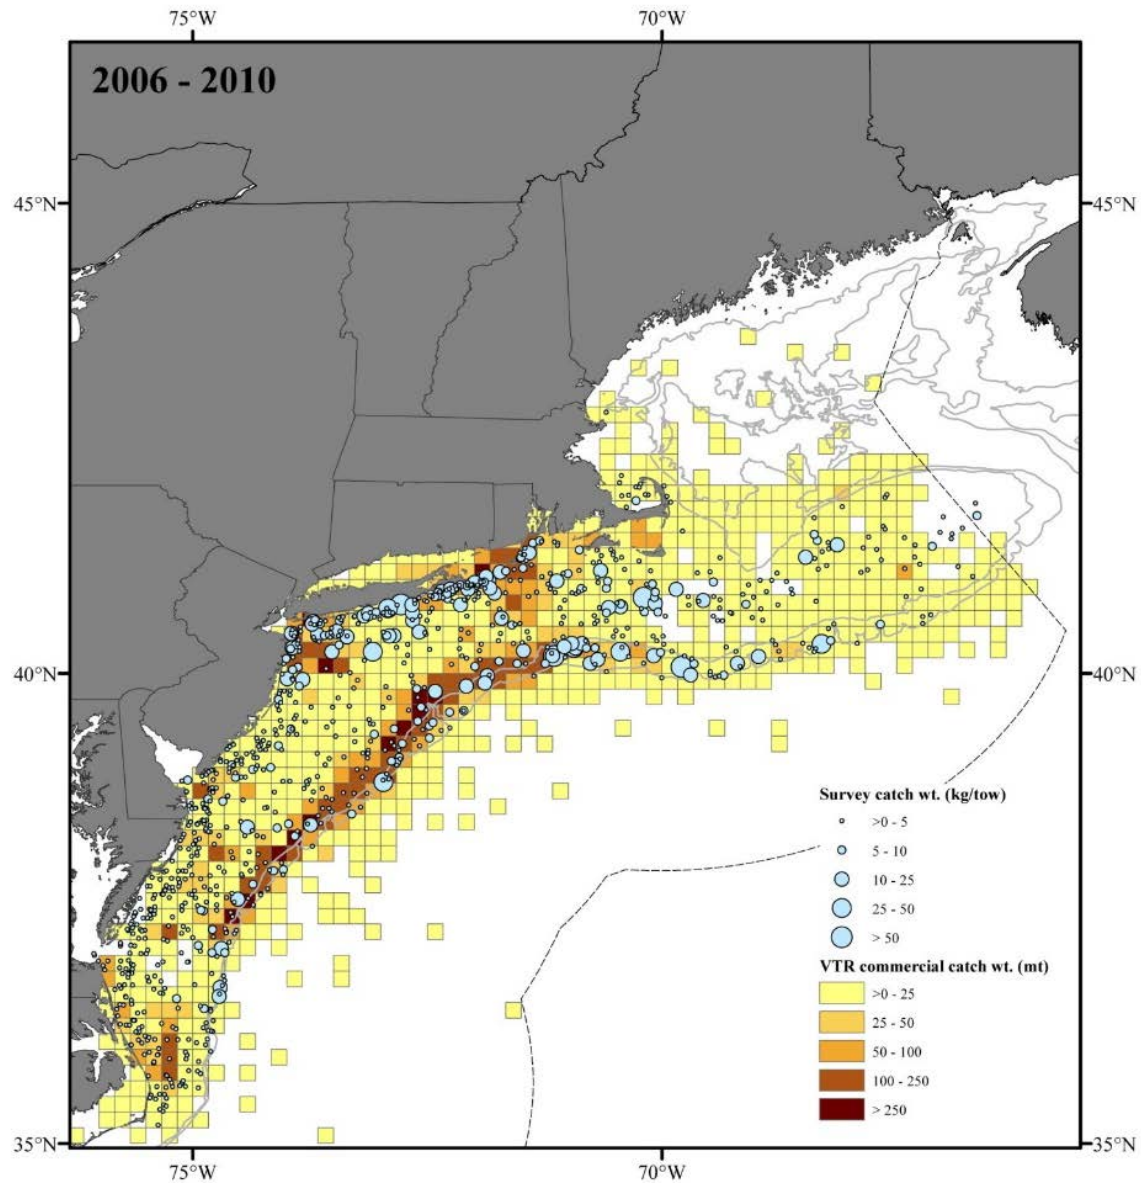 75°W
70°W
2006 - 2010
45°N
45°N
40°N
40°N
Survey catch wt. (kg/tow)
>0 - 5
5 - 10
10 - 25
25 - 50
> 50
VTR commercial catch wt. (mt)
>0 - 25
25 - 50
50 - 100
100 - 250
> 250
35°N
35°N
75°W
70°W